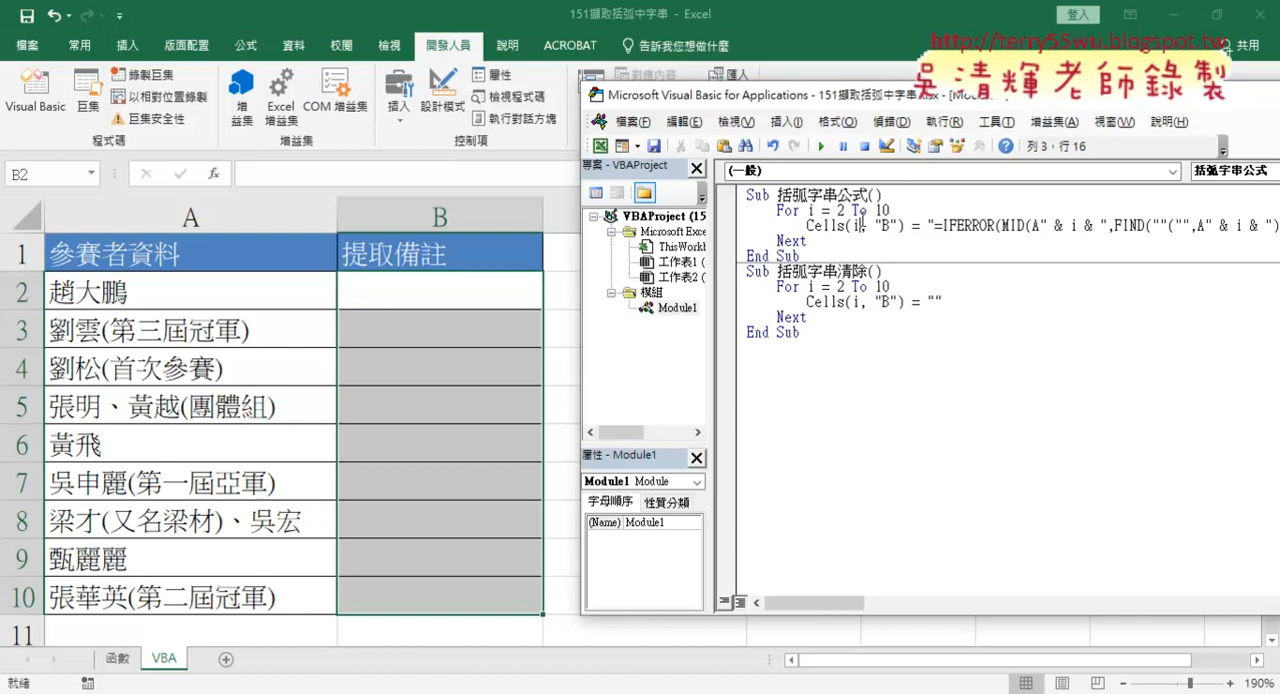 151擷取括弧中字串 - Excel
登入
http://terry55wu.blogspot.tw
吳清輝老師錄製
檔案 常用 插入 版面配置 公式 資料 校閱 檢視 開發人員 說明 ACROBAT 告訴我您想做什麼 共用
Visual Basic 巨集 錄製巨集 以相對位置錄製 巨集安全性
增益集 Excel 增益集 COM 增益集
插入 設計模式 屬性 檢視程式碼 執行對話方塊
對應內容 匯入
程式碼 增益集 控制項
B2 fx
A B
1 參賽者資料 提取備註
2 趙大鵬
3 劉雲(第三屆冠軍)
4 劉松(首次參賽)
5 張明、黃越(團體組)
6 黃飛
7 吳申麗(第一屆亞軍)
8 梁才(又名梁材)、吳宏
9 甄麗麗
10 張華英(第二屆冠軍)
11
函數 VBA
就緒
190%
Microsoft Visual Basic for Applications - 151擷取括弧中字串.xlsx - [Mo
檔案(F) 編輯(E) 檢視(V) 插入(I) 格式(O) 偵錯(D) 執行(R) 工具(T) 增益集(A) 視窗(W) 說明(H)
列 3，行 16
專案 - VBAProject
VBAProject (15
Microsoft Exce
ThisWorkb
工作表1 (
工作表2 (
模組
Module1
屬性 - Module1
Module1 Module
字母順序 性質分類
(Name) Module1
(一般) 括弧字串公式
Sub 括弧字串公式()
For i = 2 To 10
Cells(i, "B") = "=IFERROR(MID(A" & i & ",FIND(""("",A" & i & ")
Next
End Sub
Sub 括弧字串清除()
For i = 2 To 10
Cells(i, "B") = ""
Next
End Sub